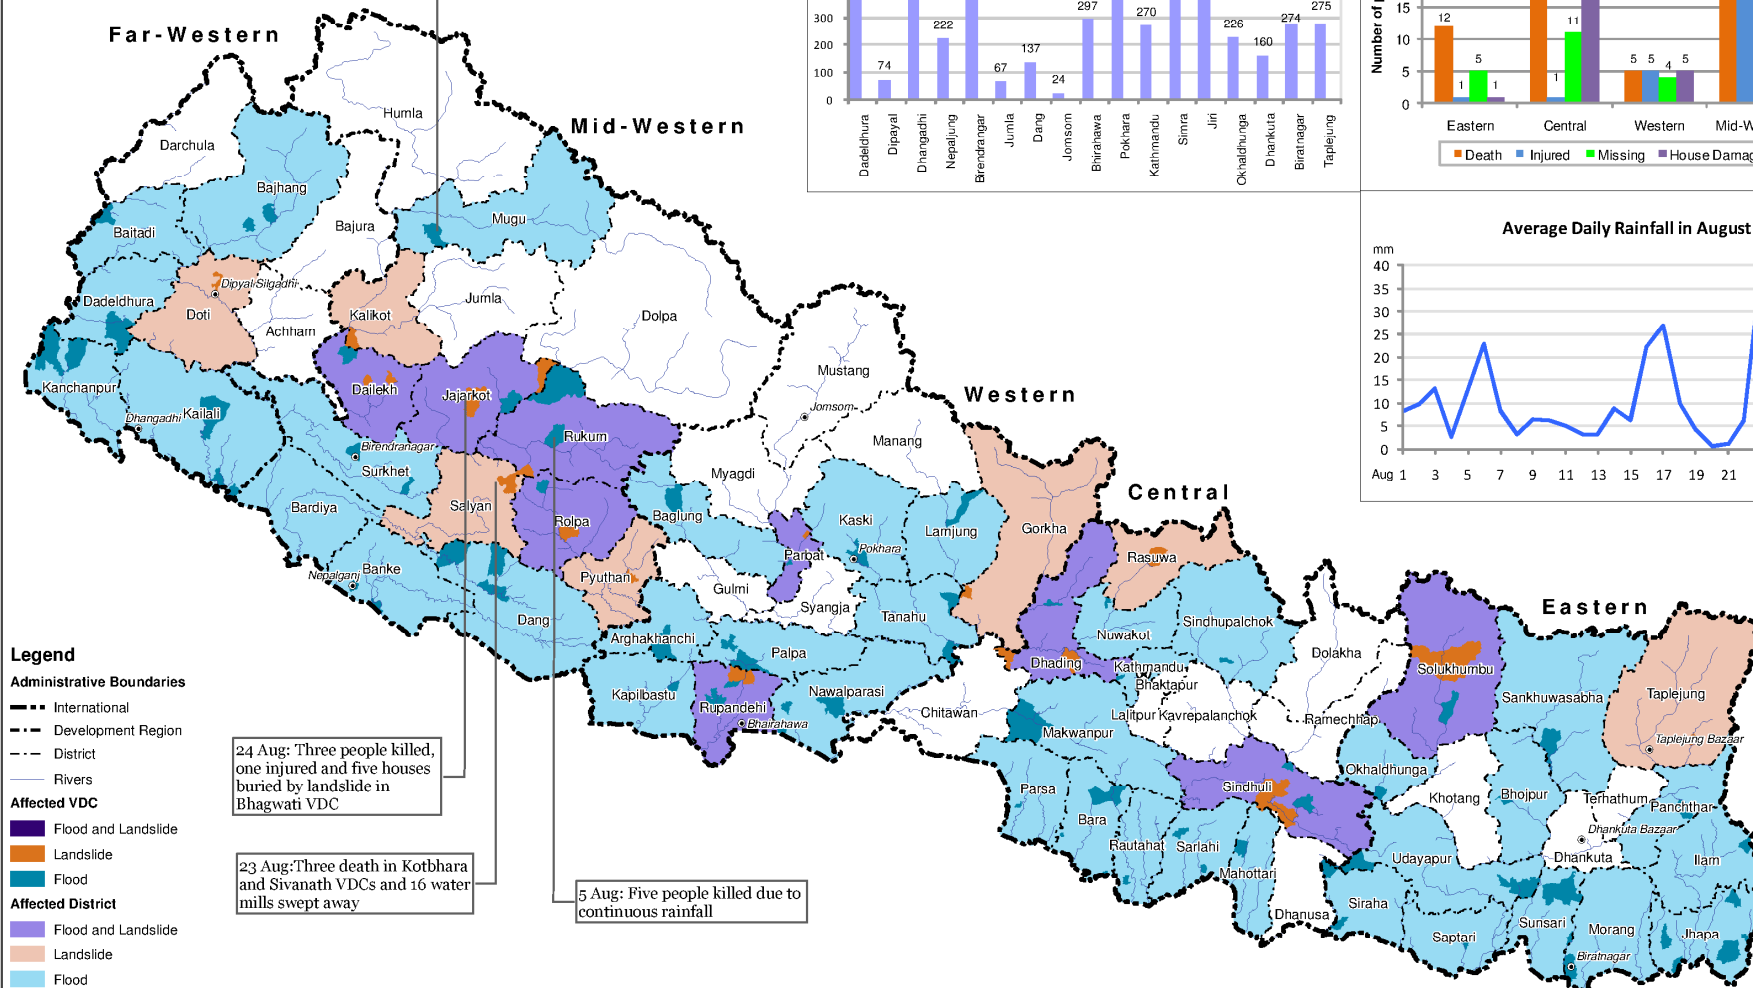 Far-Western
Mid-Western
Western
Central
Eastern
Humla
Darchula
Bajhang
Bajura
Mugu
Baitadi
Dadeldhura
Doti
Dipyal/Silgadhi
Achham
Kalikot
Jumla
Dolpa
Kanchanpur
Dhangadhi
Kailali
Dailekh
Jajarkot
Rukum
Birendranagar
Surkhet
Salyan
Bardiya
Rolpa
Banke
Nepalganj
Pyuthan
Dang
Mustang
Jomsom
Manang
Myagdi
Baglung
Kaski
Lamjung
Parbat
Pokhara
Gulmi
Syangja
Tanahu
Gorkha
Arghakhanchi
Palpa
Kapilbastu
Rupandehi
Bhairahawa
Nawalparasi
Rasuwa
Nuwakot
Sindhupalchok
Dhading
Kathmandu
Bhaktapur
Lalitpur
Kavrepalanchok
Dolakha
Ramechhap
Chitawan
Makwanpur
Parsa
Bara
Rautahat
Sarlahi
Mahottari
Dhanusa
Gindhuli
Solukhumbu
Sankhuwasabha
Taplejung
Taplejung Bazaar
Okhaldhunga
Khotang
Bhojpur
Terhathum
Panchthar
Dhankuta Bazaar
Dhankuta
Ilam
Udayapur
Siraha
Saptari
Sunsari
Morang
Jhapa
Biratnagar
24 Aug: Three people killed,
one injured and five houses
buried by landslide in
Bhagwati VDC
23 Aug:Three death in Kotbhara
and Sivanath VDCs and 16 water
mills swept away
5 Aug: Five people killed due to
continuous rainfall
Legend
Administrative Boundaries
International
Development Region
District
Rivers
Affected VDC
Flood and Landslide
Landslide
Flood
Affected District
Flood and Landslide
Landslide
Flood
300
200
100
0
74
222
67
137
24
297
270
226
160
274
275
Dadeldhura
Dipayal
Dhangadhi
Nepaljung
Birendrangar
Jumla
Dang
Jomsom
Bhirahawa
Pokhara
Kathmandu
Simra
Jiri
Okhaldhunga
Dhankuta
Biratnagar
Taplejung
Number of
15
10
5
0
12
1
5
1
1
11
5
5
4
5
Eastern
Central
Western
Mid-W
Death
Injured
Missing
House Damag
Average Daily Rainfall in August
mm
40
35
30
25
20
15
10
5
0
Aug 1 3 5 7 9 11 13 15 17 19 21